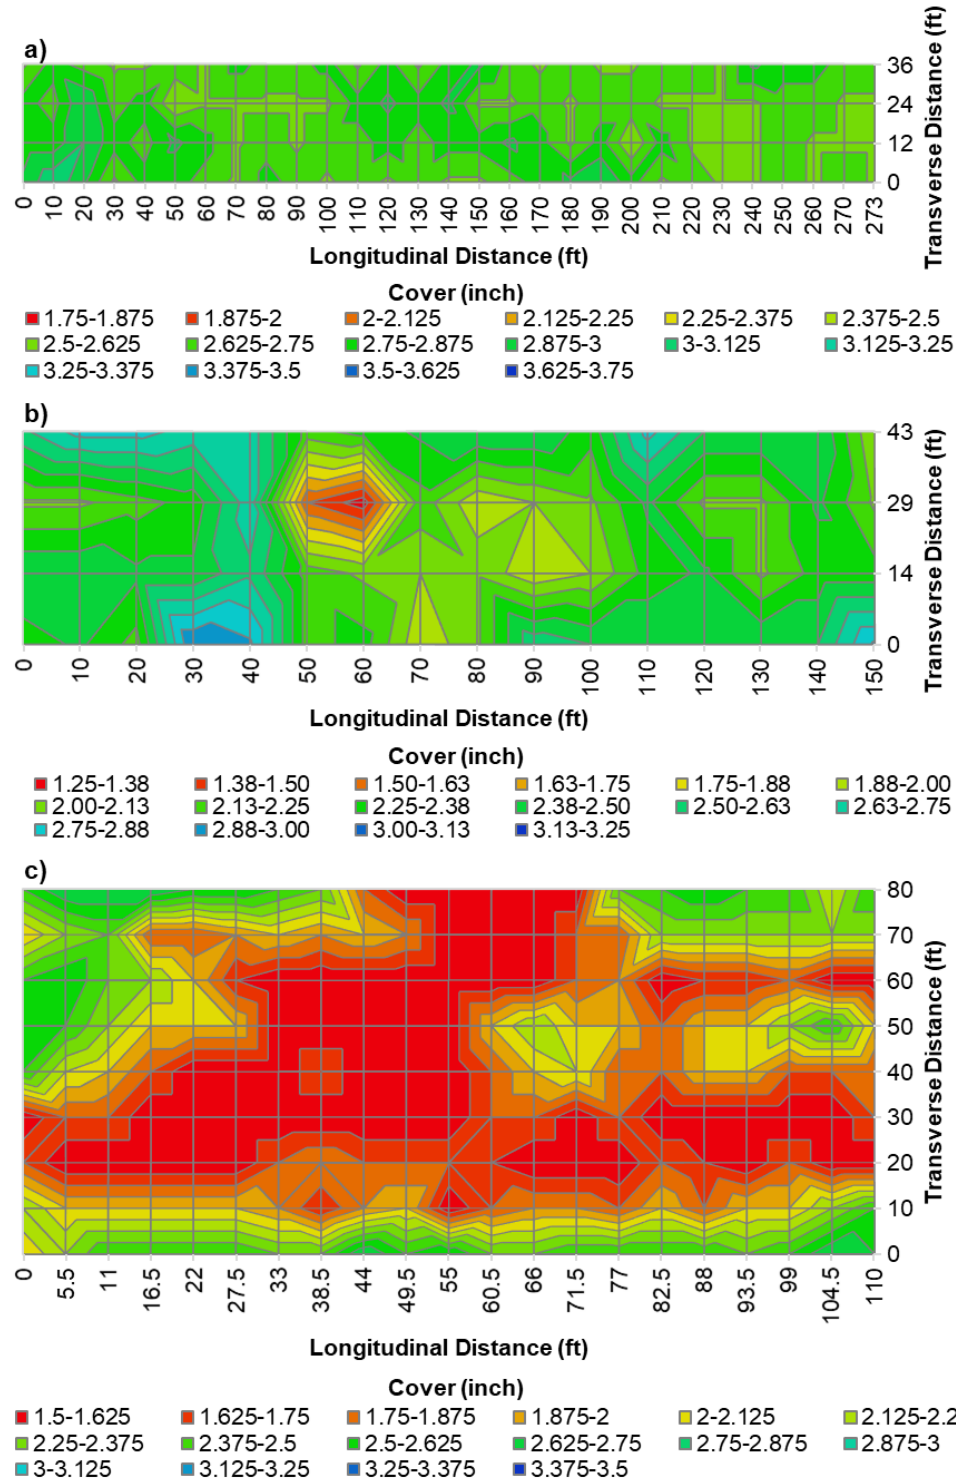 a)
36
24
12
0
Transverse Distance (ft)
0 10 20 30 40 50 60 70 80 90 100 110 120 130 140 150 160 170 180 190 200 210 220 230 240 250 260 270 273
Longitudinal Distance (ft)
Cover (inch)
1.75-1.875 1.875-2 2-2.125 2.125-2.25 2.25-2.375 2.375-2.5
2.5-2.625 2.625-2.75 2.75-2.875 2.875-3 3-3.125 3.125-3.25
3.25-3.375 3.375-3.5 3.5-3.625 3.625-3.75
b)
43
29
14
0
Transverse Distance (ft)
0 10 20 30 40 50 60 70 80 90 100 110 120 130 140 150
Longitudinal Distance (ft)
Cover (inch)
1.25-1.38 1.38-1.50 1.50-1.63 1.63-1.75 1.75-1.88 1.88-2.00
2.00-2.13 2.13-2.25 2.25-2.38 2.38-2.50 2.50-2.63 2.63-2.75
2.75-2.88 2.88-3.00 3.00-3.13 3.13-3.25
c)
80
70
60
50
40
30
20
10
0
Transverse Distance (ft)
0 5.5 11 16.5 22 27.5 33 38.5 44 49.5 55 60.5 66 71.5 77 82.5 88 93.5 99 104.5 110
Longitudinal Distance (ft)
Cover (inch)
1.5-1.625 1.625-1.75 1.75-1.875 1.875-2 2-2.125 2.125-2.2
2.25-2.375 2.375-2.5 2.5-2.625 2.625-2.75 2.75-2.875 2.875-3
3-3.125 3.125-3.25 3.25-3.375 3.375-3.5